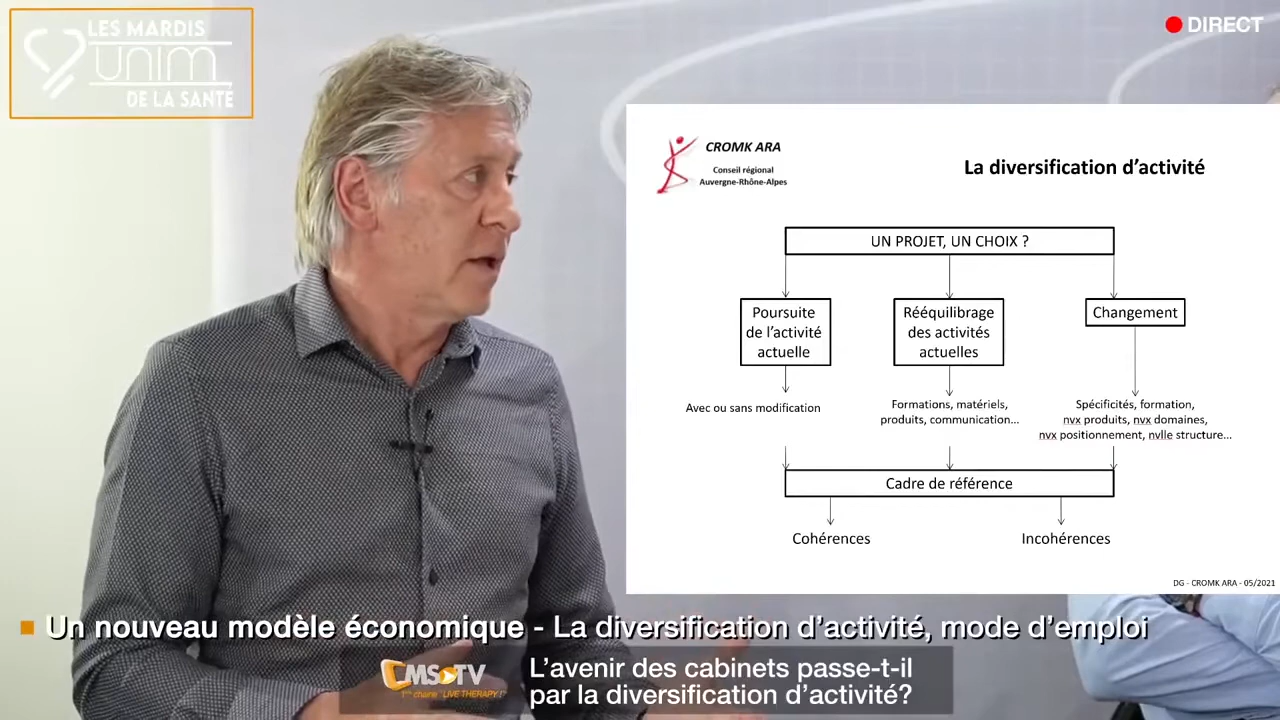 LES MARDIS
UNIM
DE LA SANTÉ
DIRECT
CROMK ARA
Conseil régional
Auvergne-Rhône-Alpes
La diversification d’activité
UN PROJET, UN CHOIX ?
Poursuite
de l’activité
actuelle
Rééquilibrage
des activités
actuelles
Changement
Avec ou sans modification
Formations, matériels,
produits, communication...
Spécificités, formation,
nvx produits, nvx domaines,
nvx positionnement, nvlle structure...
Cadre de référence
Cohérences
Incohérences
DG - CROMK ARA - 05/2021
Un nouveau modèle économique - La diversification d’activité, mode d’emploi
CMS TV
1ère chaine "LIVE THERAPY !"
L’avenir des cabinets passe-t-il
par la diversification d’activité?